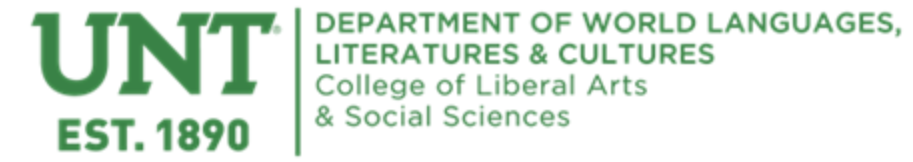 UNT
EST. 1890
DEPARTMENT OF WORLD LANGUAGES,
LITERATURES & CULTURES
College of Liberal Arts
& Social Sciences